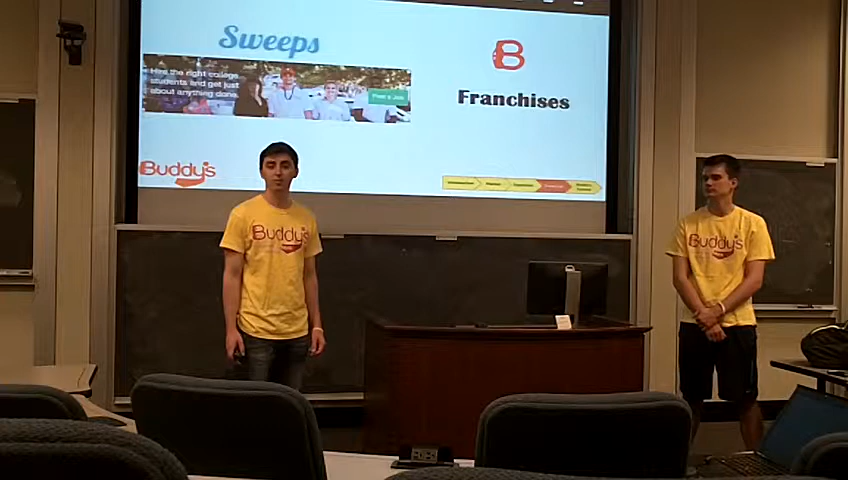 Sweeps
Hire the right college
students and get just
about anything done.
Post a Job
B
Franchises
Buddy's
Buddy's
Buddy's